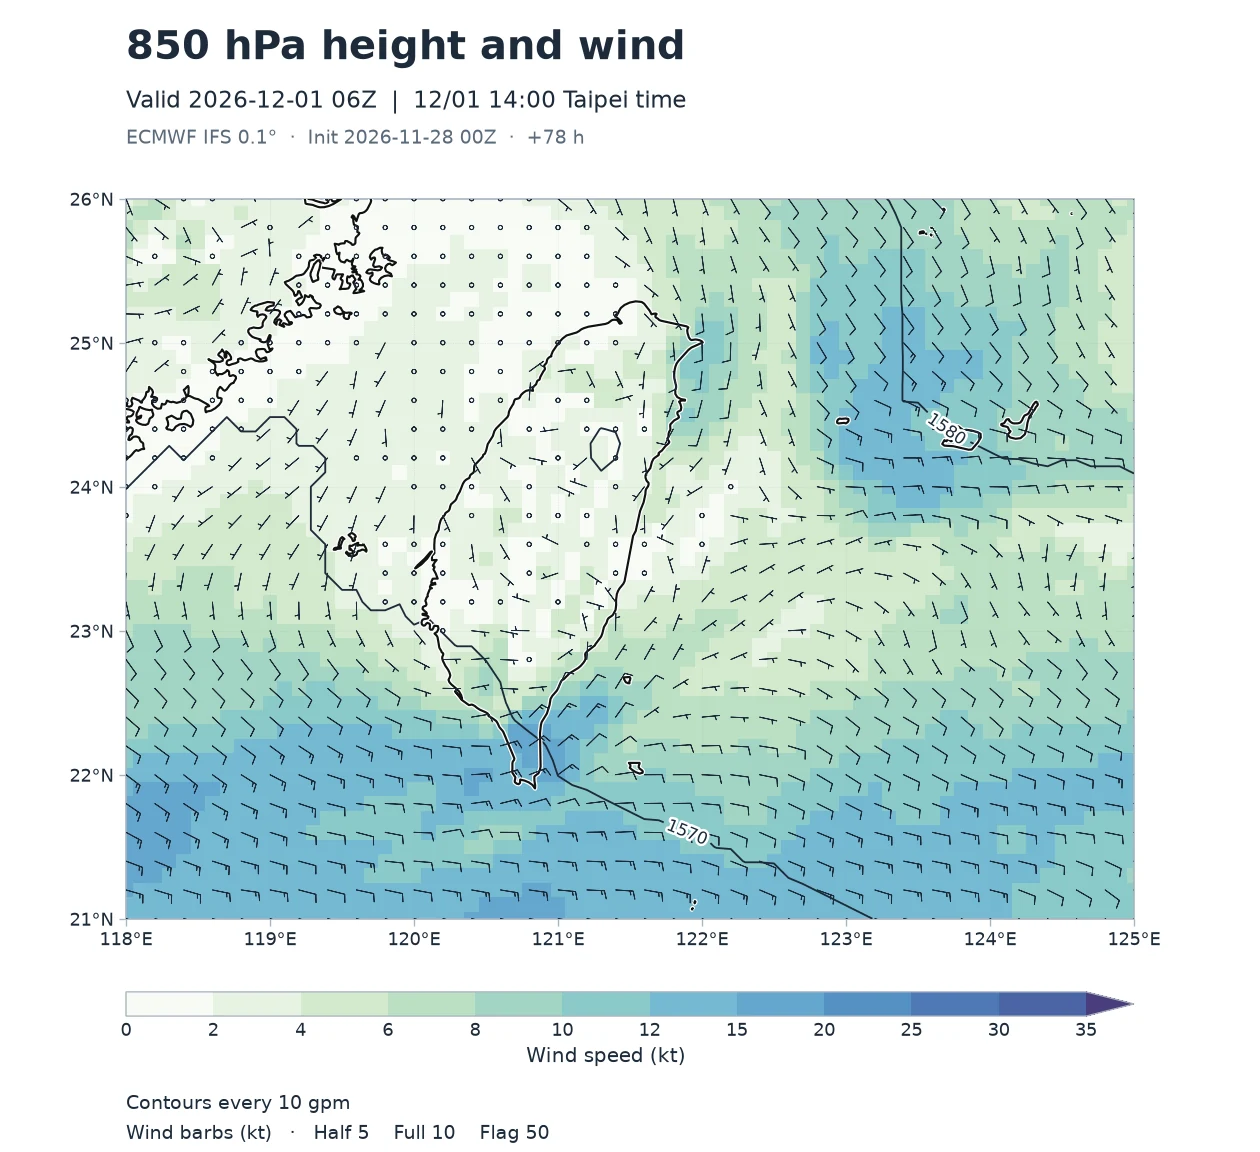 850 hPa height and wind
Valid 2026-12-01 06Z | 12/01 14:00 Taipei time
ECMWF IFS 0.1° · Init 2026-11-28 00Z · +78 h
26°N
25°N
1580
24°N
23°N
22°N
1570
21°N
118°E 119°E 120°E 121°E 122°E 123°E 124°E 125°E
0 2 4 6 8 10 12 15 20 25 30 35
Wind speed (kt)
Contours every 10 gpm
Wind barbs (kt) · Half 5 Full 10 Flag 50